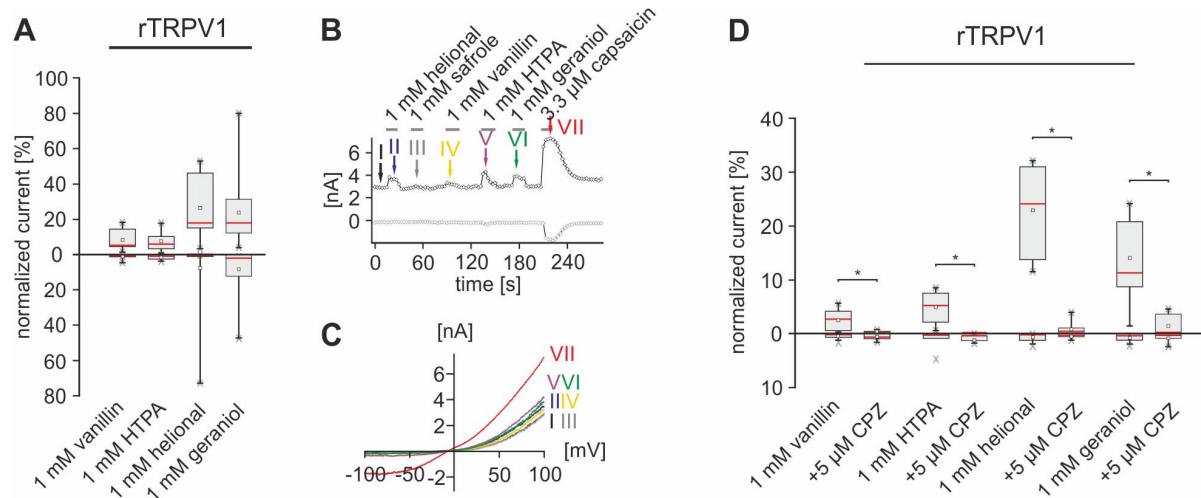 A
rTRPV1
normalized current [%]
100
80
60
40
20
0
20
40
60
80
1 mM vanillin
1 mM HTPA
1 mM helional
1 mM geraniol
B
1 mM helional
1 mM safrole
1 mM vanillin
1 mM HTPA
1 mM geraniol
3.3 µM capsaicin
I
II
III
IV
V
VI
VII
6
4
2
0
[nA]
0 60 120 180 240
time [s]
C
[nA]
VII
6
4
2
-2
V VI
II IV
I III
[mV]
-100 -50 0 50 100
D
rTRPV1
normalized current [%]
40
30
20
10
0
10
* * * *
1 mM vanillin
+5 µM CPZ
1 mM HTPA
+5 µM CPZ
1 mM helional
+5 µM CPZ
1 mM geraniol
+5 µM CPZ